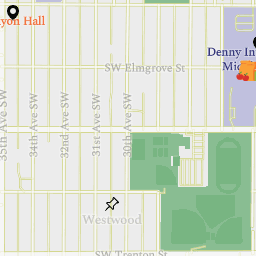 yon Hall
Denny In
Mi
SW Elmgrove St
35th Ave SW
34th Ave SW
32nd Ave SW
31st Ave SW
30th Ave SW
Westwood
SW Trenton St